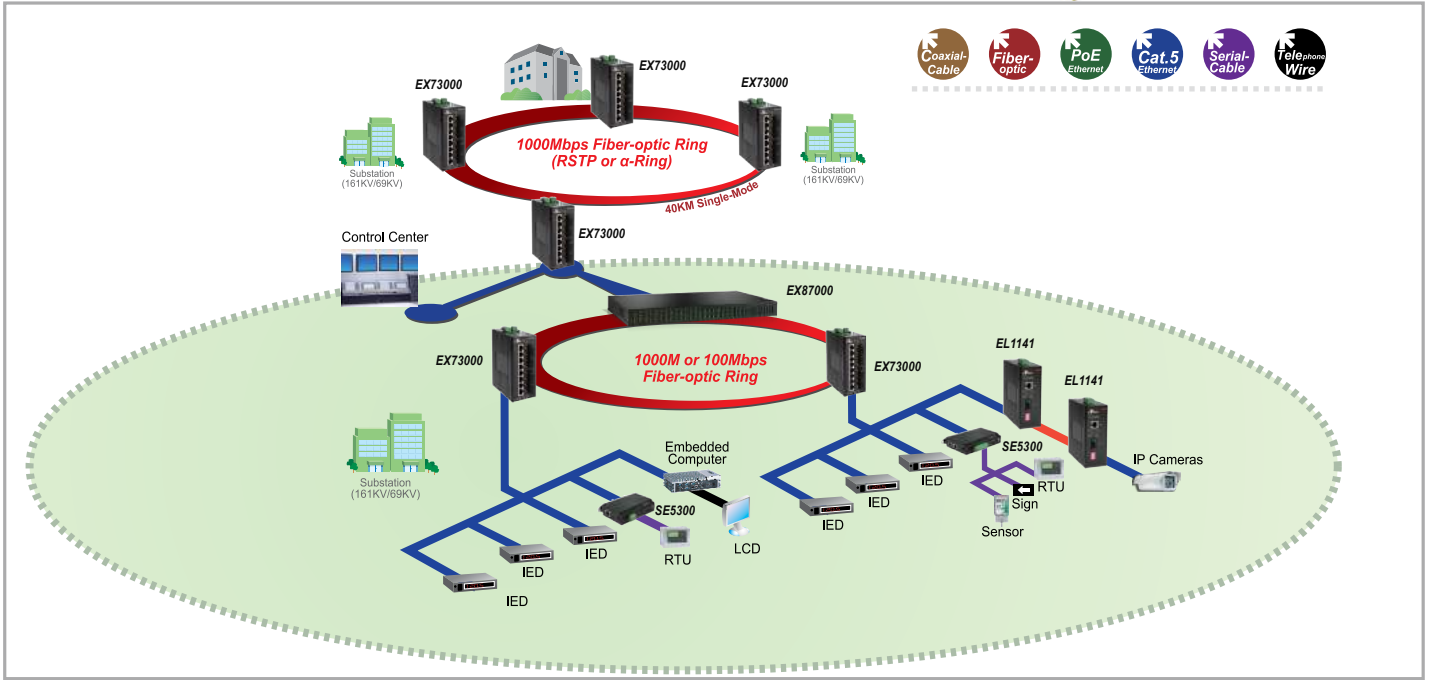 Coaxial-
Cable
Fiber-
optic
PoE
Ethernet
Cat.5
Ethernet
Serial-
Cable
Telephone
Wire
EX73000
EX73000
EX73000
1000Mbps Fiber-optic Ring
(RSTP or α-Ring)
Substation
(161KV/69KV)
Substation
(161KV/69KV)
40KM Single-Mode
EX73000
Control Center
EX87000
EX73000
1000M or 100Mbps
Fiber-optic Ring
EX73000
EL1141
EL1141
Substation
(161KV/69KV)
Embedded
Computer
SE5300
IED
IED
IED
RTU
LCD
SE5300
IED
IED
IED
RTU
Sign
Sensor
IP Cameras